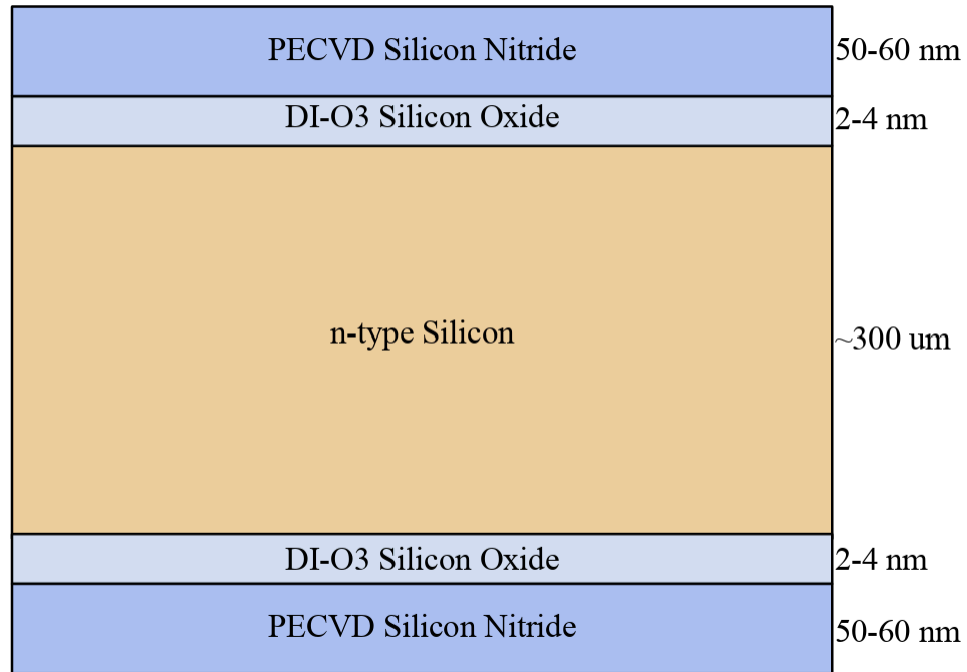 PECVD Silicon Nitride 50-60 nm
DI-O3 Silicon Oxide 2-4 nm
n-type Silicon ~300 um
DI-O3 Silicon Oxide 2-4 nm
PECVD Silicon Nitride 50-60 nm